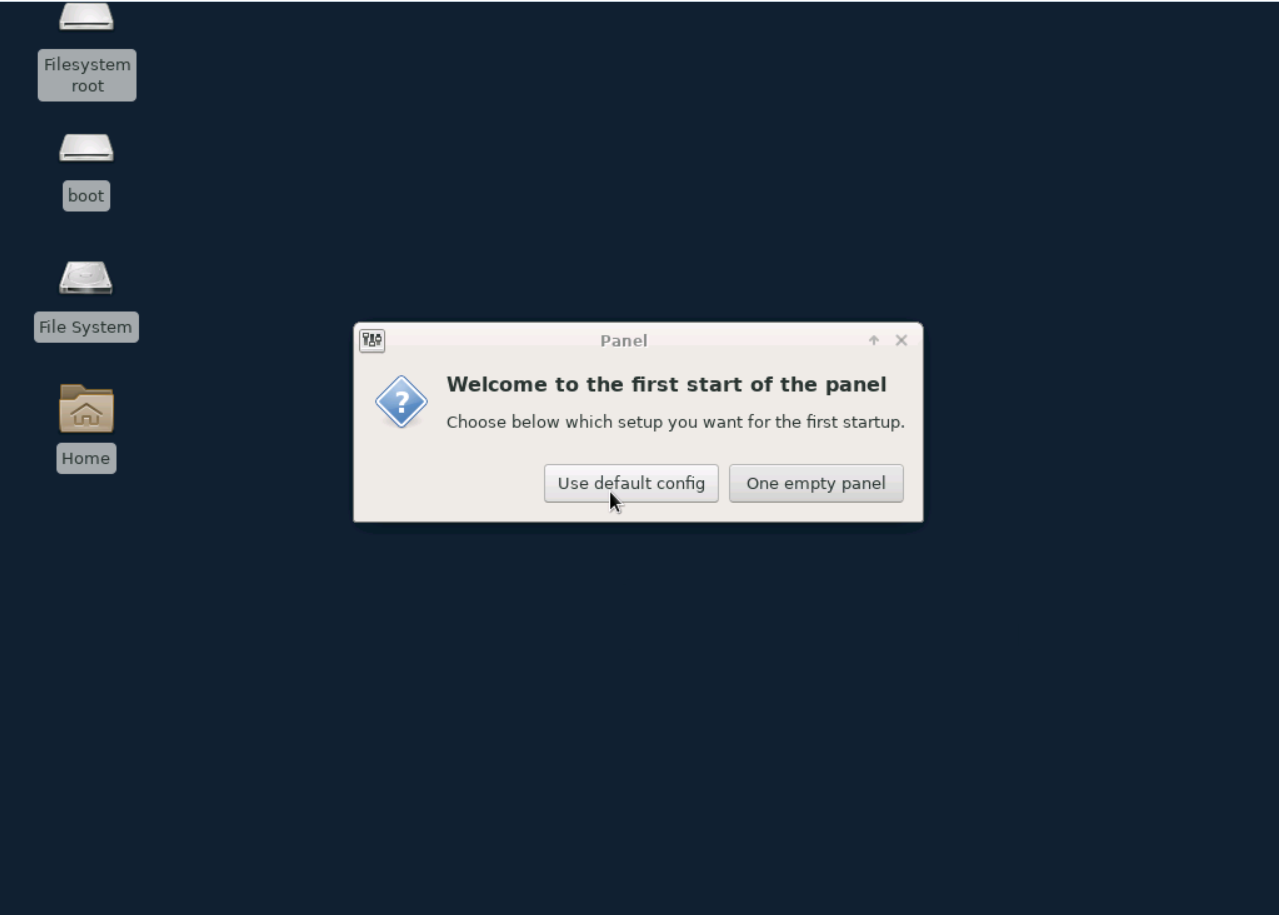 Filesystem
root
boot
File System
Home
Panel
Welcome to the first start of the panel
Choose below which setup you want for the first startup.
Use default config
One empty panel